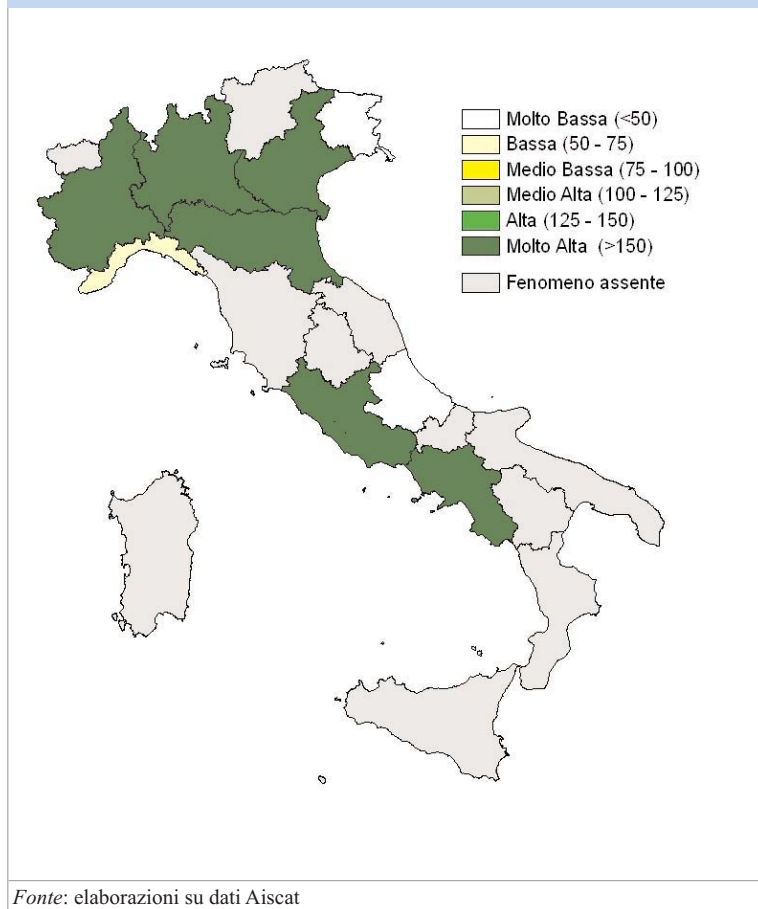 Molto Bassa (<50)
Bassa (50 - 75)
Medio Bassa (75 - 100)
Medio Alta (100 - 125)
Alta (125 - 150)
Molto Alta (>150)
Fenomeno assente
Fonte: elaborazioni su dati Aiscat